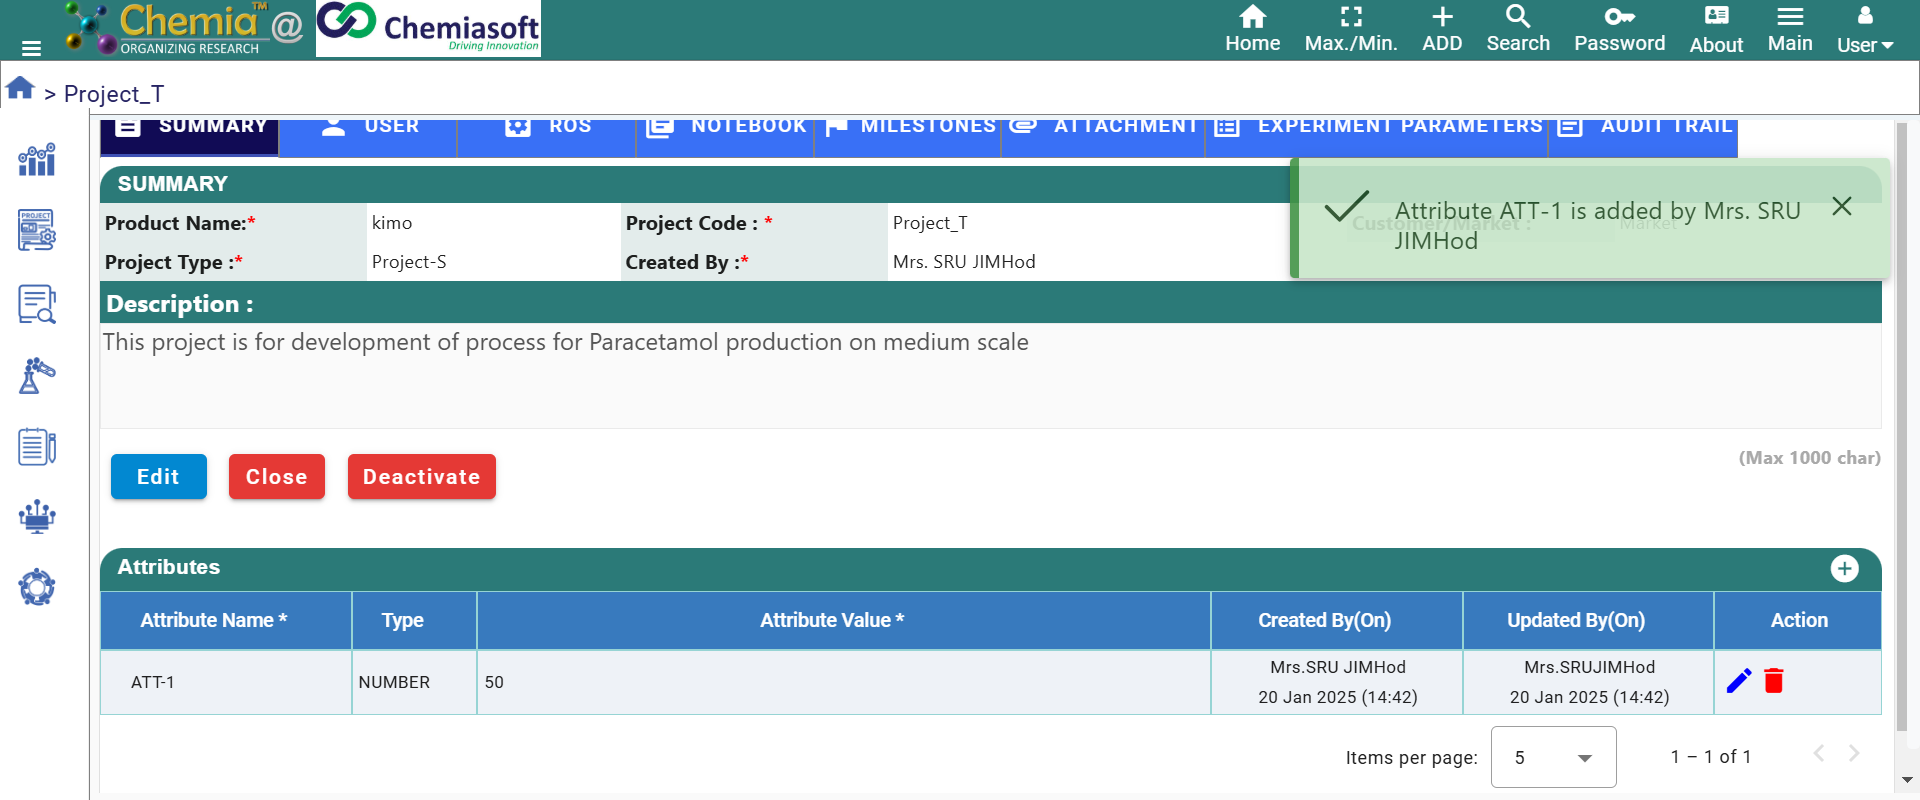 Chemia™ @
ORGANIZING RESEARCH
Chemiasoft
Driving Innovation
Home
Max./Min.
ADD
Search
Password
About
Main
User
> Project_T
PROJECT
SUMMARY
USER
ROS
NOTEBOOK
MILESTONES
ATTACHMENT
EXPERIMENT PARAMETERS
AUDIT TRAIL
SUMMARY
Attribute ATT-1 is added by Mrs. SRU
JIMHod
Product Name:* kimo Project Code : * Project_T Customer/Market : Market
Project Type :* Project-S Created By :* Mrs. SRU JIMHod
Description :
This project is for development of process for Paracetamol production on medium scale
(Max 1000 char)
Edit Close Deactivate
Attributes
Attribute Name * Type Attribute Value * Created By(On) Updated By(On) Action
ATT-1 NUMBER 50 Mrs.SRU JIMHod Mrs.SRUJIMHod
20 Jan 2025 (14:42) 20 Jan 2025 (14:42)
Items per page: 5 1 – 1 of 1